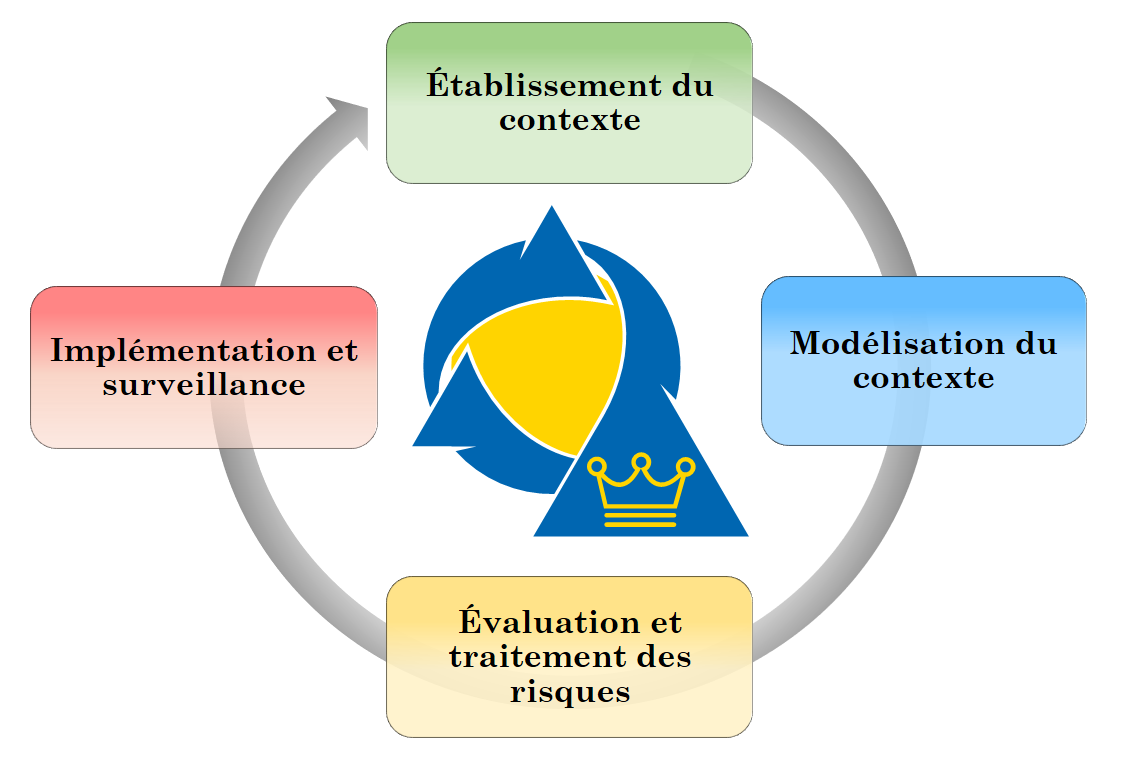 Établissement du
contexte
Modélisation du
contexte
Évaluation et
traitement des
risques
Implémentation et
surveillance